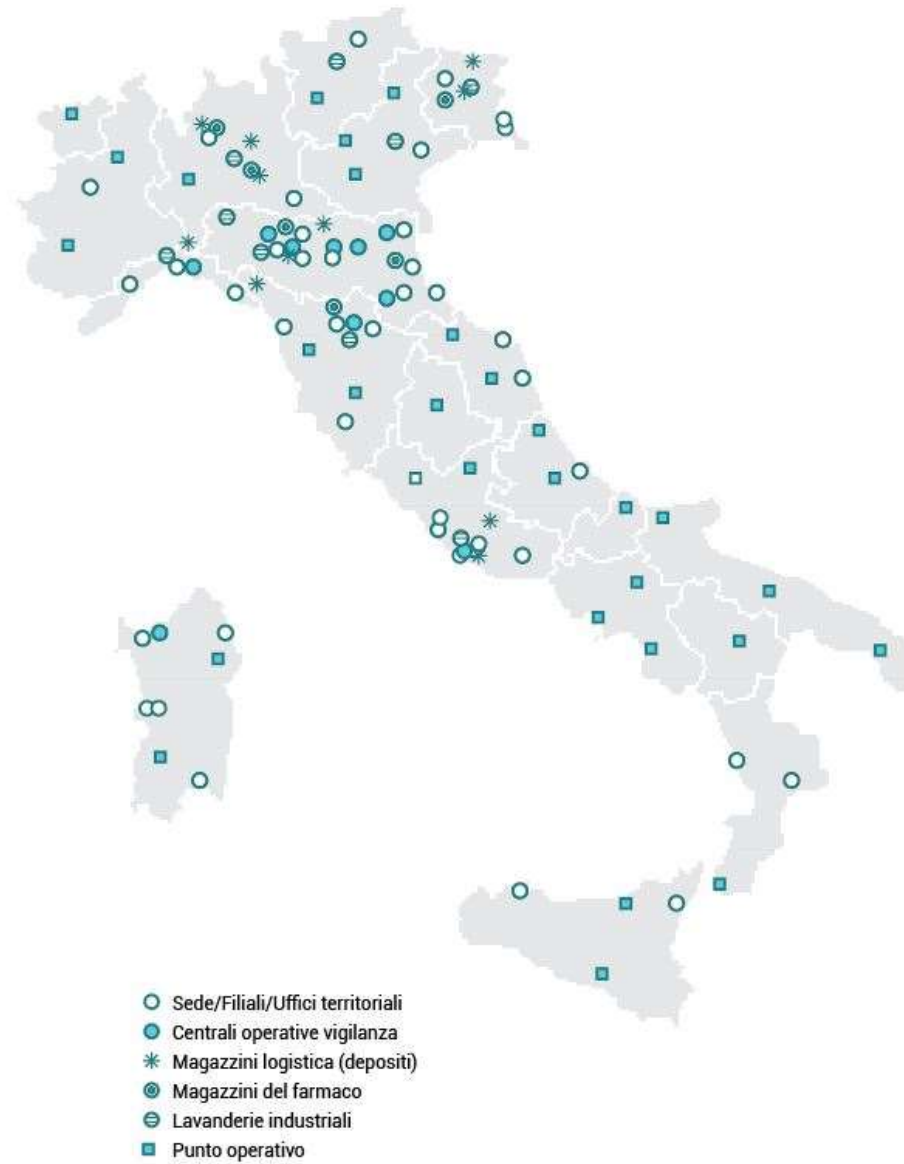 Sede/Filiali/Uffici territoriali
Centrali operative vigilanza
Magazzini logistica (depositi)
Magazzini del farmaco
Lavanderie industriali
Punto operativo